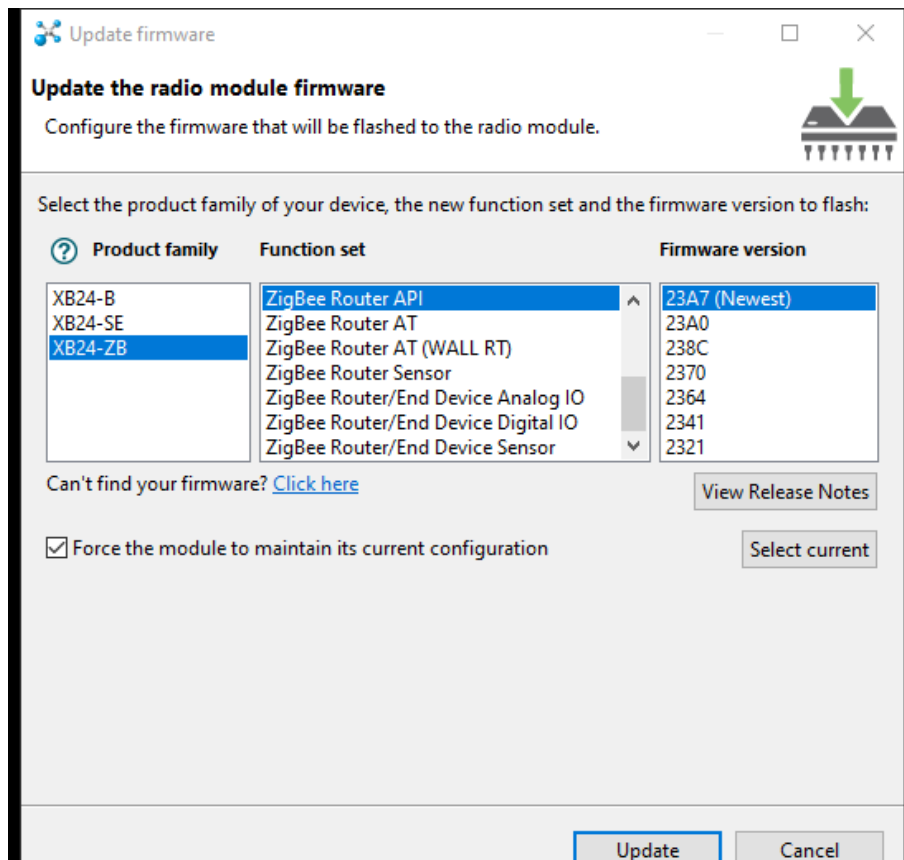 Update firmware
Update the radio module firmware
Configure the firmware that will be flashed to the radio module.
Select the product family of your device, the new function set and the firmware version to flash:
Product family
Function set
Firmware version
XB24-B
XB24-SE
XB24-ZB
ZigBee Router API
ZigBee Router AT
ZigBee Router AT (WALL RT)
ZigBee Router Sensor
ZigBee Router/End Device Analog IO
ZigBee Router/End Device Digital IO
ZigBee Router/End Device Sensor
23A7 (Newest)
23A0
238C
2370
2364
2341
2321
Can't find your firmware? Click here
View Release Notes
Force the module to maintain its current configuration
Select current
Update
Cancel